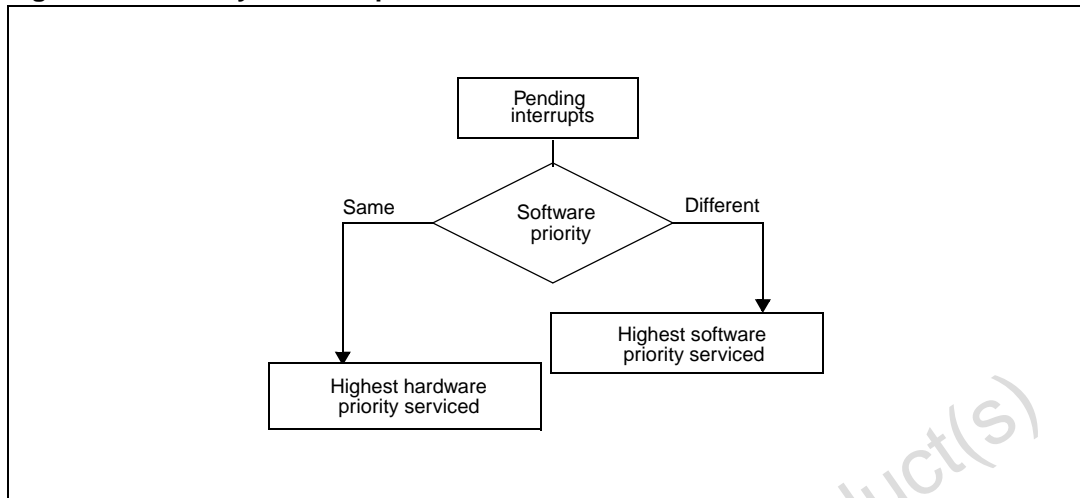 Pending
interrupts
Same
Software
priority
Different
Highest software
priority serviced
Highest hardware
priority serviced